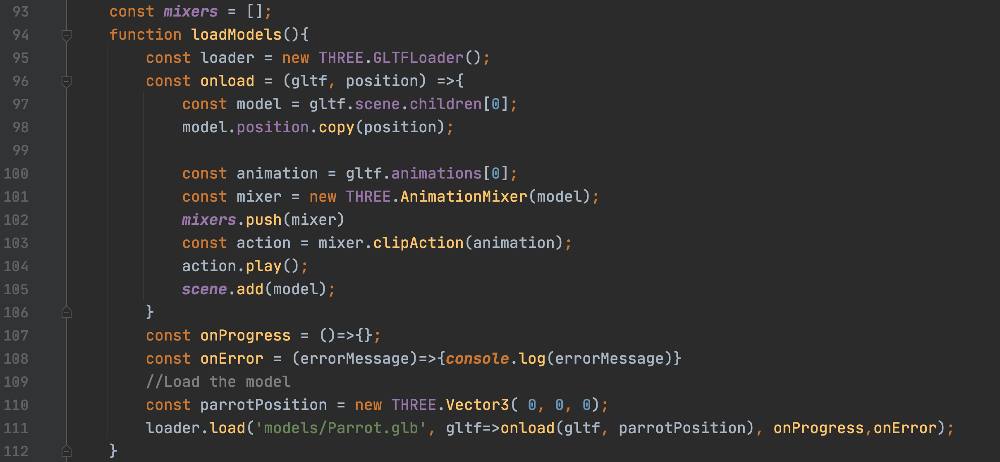 93 const mixers = [];
94 function loadModels(){
95 const loader = new THREE.GLTFLoader();
96 const onload = (gltf, position) =>{
97 const model = gltf.scene.children[0];
98 model.position.copy(position);
99
100 const animation = gltf.animations[0];
101 const mixer = new THREE.AnimationMixer(model);
102 mixers.push(mixer)
103 const action = mixer.clipAction(animation);
104 action.play();
105 scene.add(model);
106 }
107 const onProgress = ()=>{};
108 const onError = (errorMessage)=>{console.log(errorMessage)}
109 //Load the model
110 const parrotPosition = new THREE.Vector3( 0, 0, 0);
111 loader.load('models/Parrot.glb', gltf=>onload(gltf, parrotPosition), onProgress,onError);
112 }